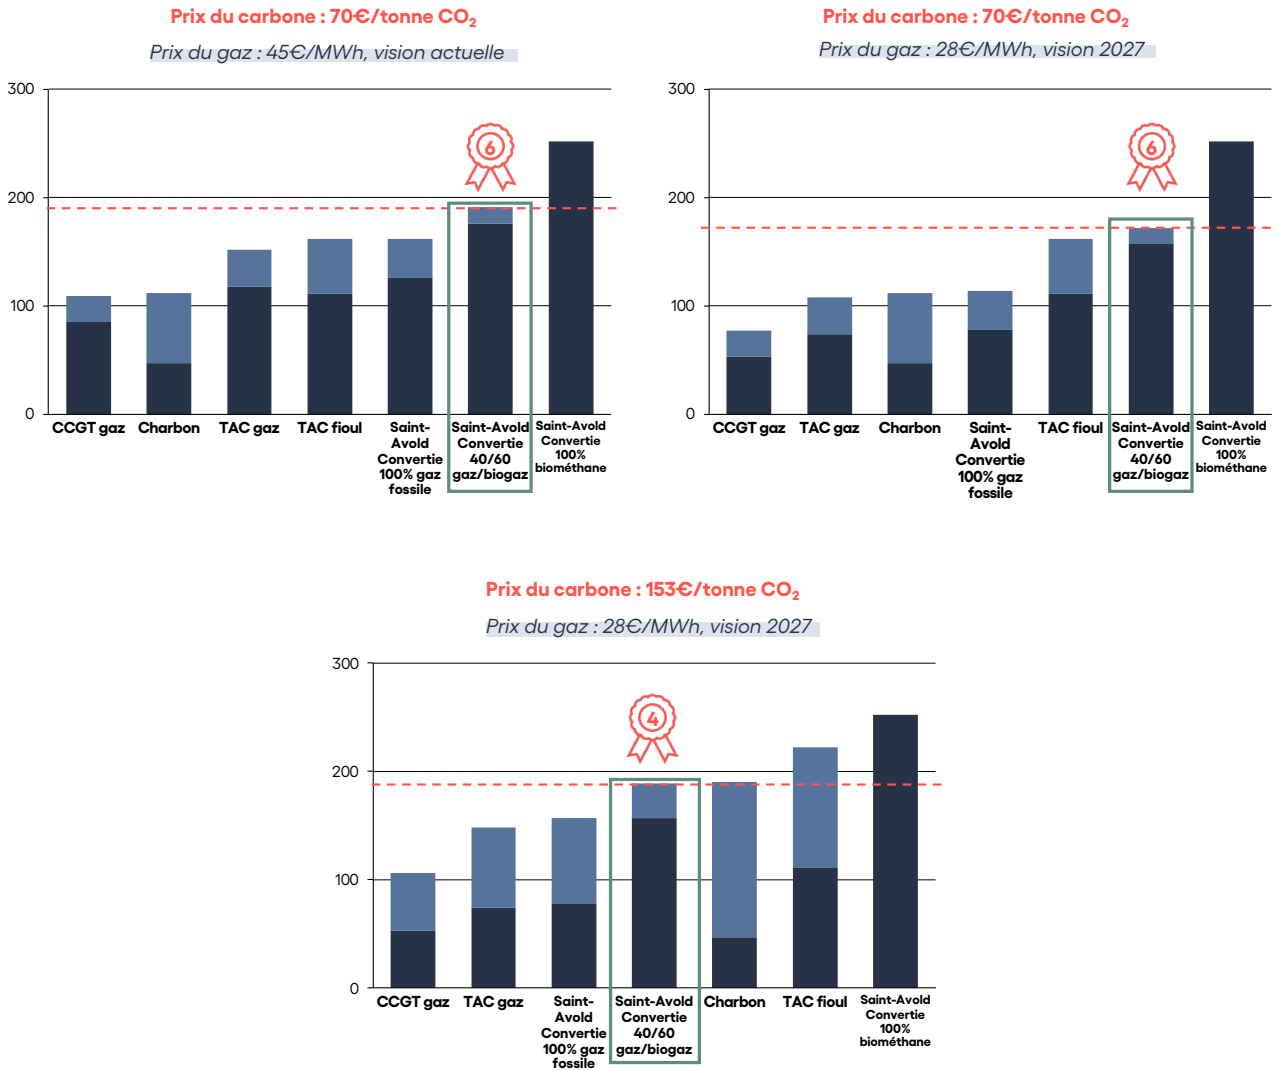 Prix du carbone : 70€/tonne CO₂
Prix du gaz : 45€/MWh, vision actuelle
300
200
100
0
6
CCGT gaz
Charbon
TAC gaz
TAC fioul
Saint-
Avold
Convertie
100% gaz
fossile
Saint-Avold
Convertie
40/60
gaz/biogaz
Saint-Avold
Convertie
100%
biométhane
Prix du carbone : 70€/tonne CO₂
Prix du gaz : 28€/MWh, vision 2027
300
200
100
0
6
CCGT gaz
TAC gaz
Charbon
Saint-
Avold
Convertie
100% gaz
fossile
TAC fioul
Saint-Avold
Convertie
40/60
gaz/biogaz
Saint-Avold
Convertie
100%
biométhane
Prix du carbone : 153€/tonne CO₂
Prix du gaz : 28€/MWh, vision 2027
300
200
100
0
4
CCGT gaz
TAC gaz
Saint-
Avold
Convertie
100% gaz
fossile
Saint-Avold
Convertie
40/60
gaz/biogaz
Charbon
TAC fioul
Saint-Avold
Convertie
100%
biométhane